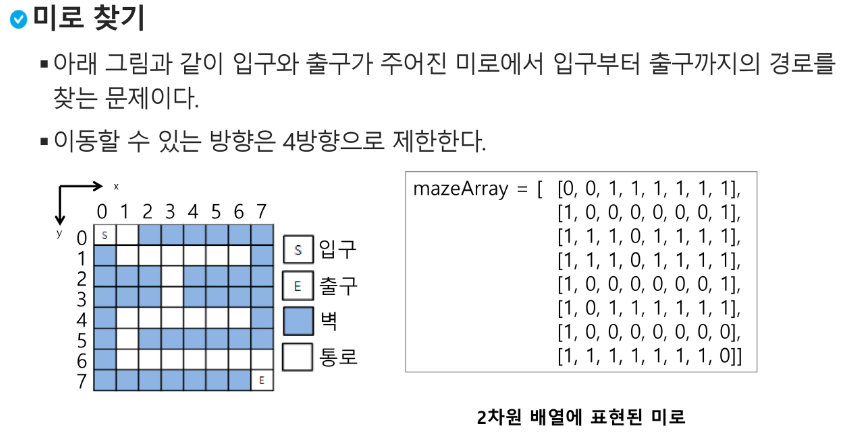 미로 찾기
아래 그림과 같이 입구와 출구가 주어진 미로에서 입구부터 출구까지의 경로를
찾는 문제이다.
이동할 수 있는 방향은 4방향으로 제한한다.
x
0 1 2 3 4 5 6 7
y
0
1
2
3
4
5
6
7
S
E
S 입구
E 출구
벽
통로
mazeArray = [ [0, 0, 1, 1, 1, 1, 1, 1],
[1, 0, 0, 0, 0, 0, 0, 1],
[1, 1, 1, 0, 1, 1, 1, 1],
[1, 1, 1, 0, 1, 1, 1, 1],
[1, 0, 0, 0, 0, 0, 0, 1],
[1, 0, 1, 1, 1, 1, 1, 1],
[1, 0, 0, 0, 0, 0, 0, 0],
[1, 1, 1, 1, 1, 1, 1, 0]]
2차원 배열에 표현된 미로